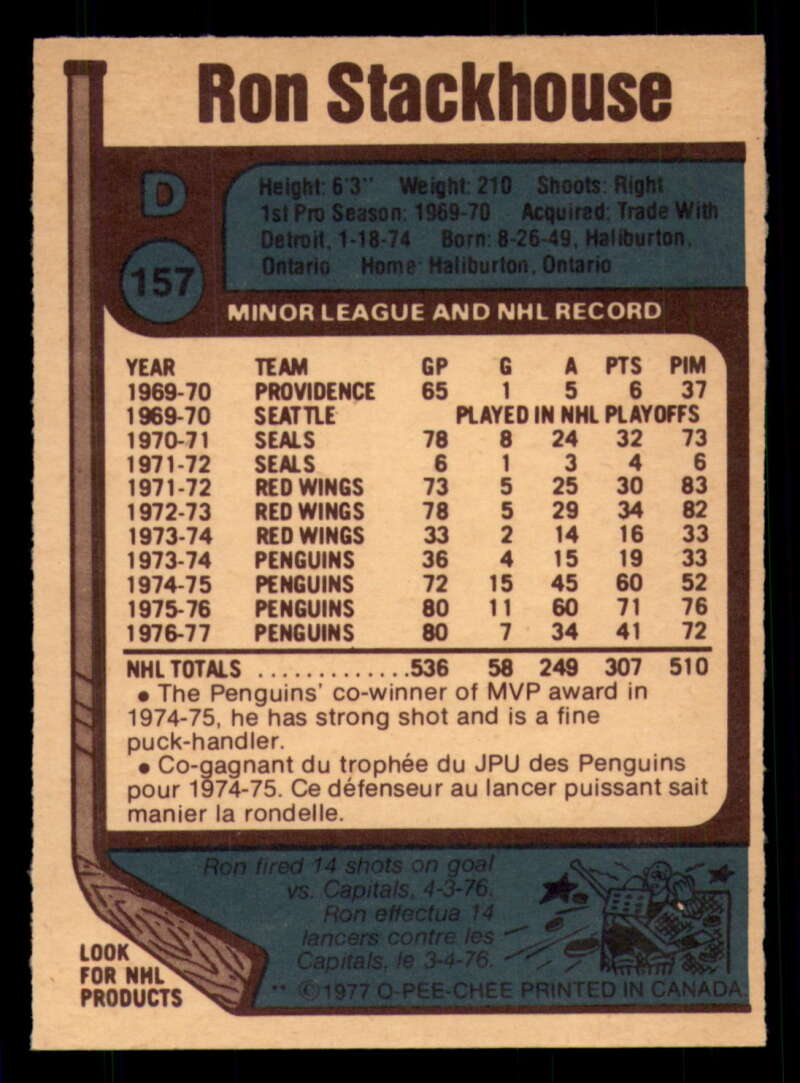 Ron Stackhouse
D
Height: 6'3" Weight: 210 Shoots: Right
1st Pro Season: 1969-70 Acquired: Trade With
Detroit, 1-18-74 Born: 8-26-49, Haliburton,
Ontario Home: Haliburton, Ontario
157
MINOR LEAGUE AND NHL RECORD
YEAR TEAM GP G A PTS PIM
1969-70 PROVIDENCE 65 1 5 6 37
1969-70 SEATTLE PLAYED IN NHL PLAYOFFS
1970-71 SEALS 78 8 24 32 73
1971-72 SEALS 6 1 3 4 6
1971-72 RED WINGS 73 5 25 30 83
1972-73 RED WINGS 78 5 29 34 82
1973-74 RED WINGS 33 2 14 16 33
1973-74 PENGUINS 36 4 15 19 33
1974-75 PENGUINS 72 15 45 60 52
1975-76 PENGUINS 80 11 60 71 76
1976-77 PENGUINS 80 7 34 41 72
NHL TOTALS .............536 58 249 307 510
• The Penguins' co-winner of MVP award in
1974-75, he has strong shot and is a fine
puck-handler.
• Co-gagnant du trophée du JPU des Penguins
pour 1974-75. Ce défenseur au lancer puissant sait
manier la rondelle.
Ron fired 14 shots on goal
vs. Capitals, 4-3-76.
Ron effectua 14
lancers contre les
Capitals, le 3-4-76.
LOOK
FOR NHL
PRODUCTS
** ©1977 O-PEE-CHEE PRINTED IN CANADA